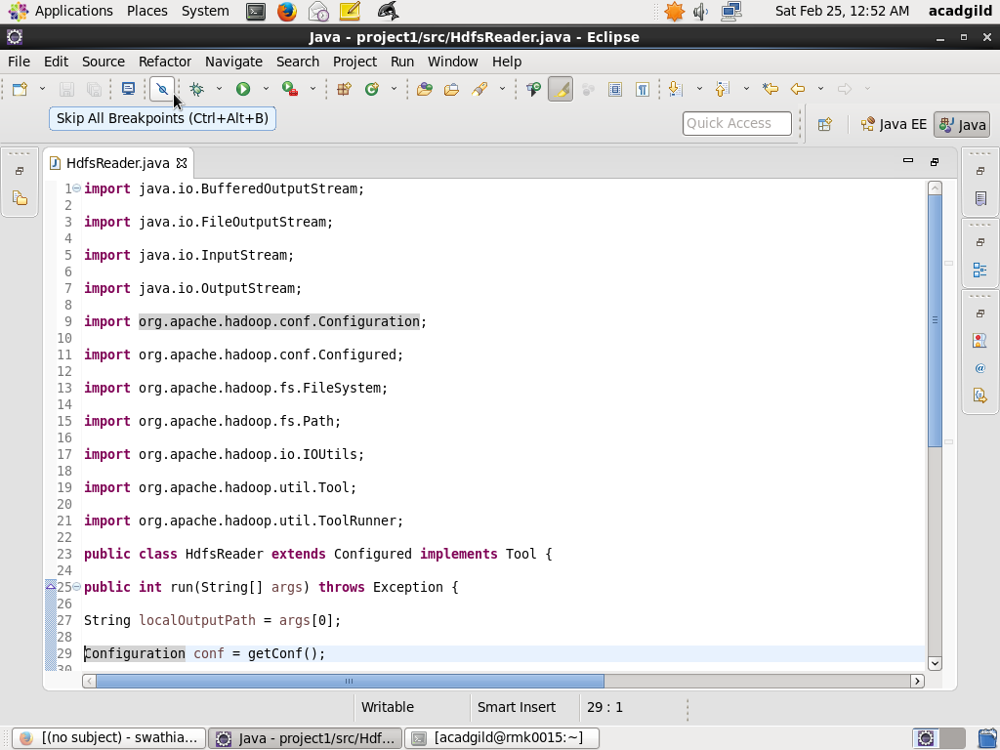 Applications Places System Sat Feb 25, 12:52 AM acadgild
Java - project1/src/HdfsReader.java - Eclipse
File Edit Source Refactor Navigate Search Project Run Window Help
Skip All Breakpoints (Ctrl+Alt+B) Quick Access Java EE Java
HdfsReader.java
1 import java.io.BufferedOutputStream;
2
3 import java.io.FileOutputStream;
4
5 import java.io.InputStream;
6
7 import java.io.OutputStream;
8
9 import org.apache.hadoop.conf.Configuration;
10
11 import org.apache.hadoop.conf.Configured;
12
13 import org.apache.hadoop.fs.FileSystem;
14
15 import org.apache.hadoop.fs.Path;
16
17 import org.apache.hadoop.io.IOUtils;
18
19 import org.apache.hadoop.util.Tool;
20
21 import org.apache.hadoop.util.ToolRunner;
22
23 public class HdfsReader extends Configured implements Tool {
24
25 public int run(String[] args) throws Exception {
26
27 String localOutputPath = args[0];
28
29 Configuration conf = getConf();
30
Writable Smart Insert 29 : 1
[(no subject) - swathia... Java - project1/src/Hdf... [acadgild@rmk0015:~]